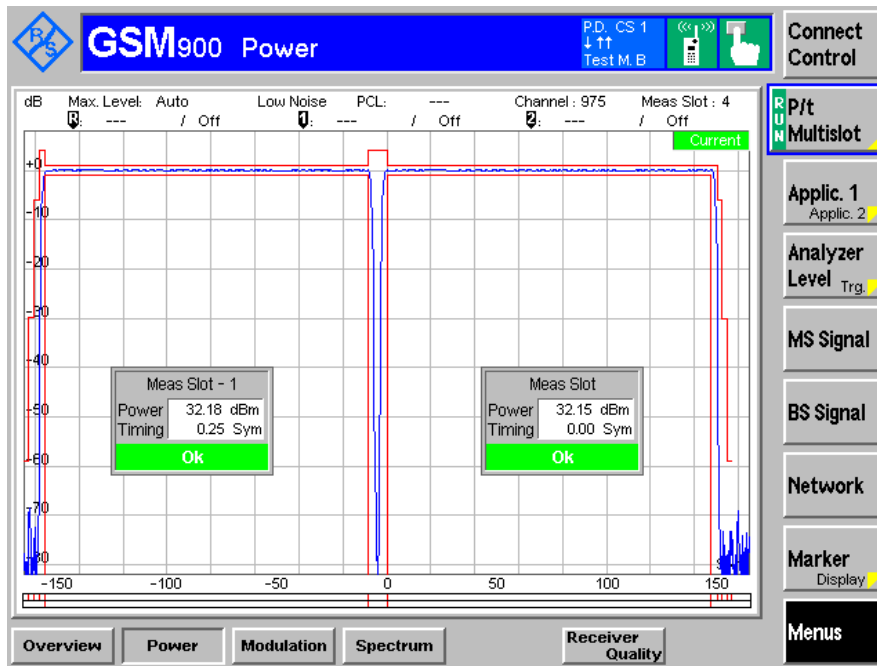 R&S
GSM900 Power
P.D. CS 1
Test M. B
Connect Control
dB Max. Level: Auto Low Noise PCL: --- Channel : 975 Meas Slot : 4
R: --- / Off 1: --- / Off 2: --- / Off
Current
RUN
P/t Multislot
Applic. 1
Applic. 2
Analyzer Level
Trg.
MS Signal
BS Signal
Network
Marker
Display
Menus
+0
-10
-20
-30
-40
-50
-60
-70
-80
Meas Slot - 1
Power 32.18 dBm
Timing 0.25 Sym
Ok
Meas Slot
Power 32.15 dBm
Timing 0.00 Sym
Ok
-150 -100 -50 0 50 100 150
Overview Power Modulation Spectrum Receiver Quality